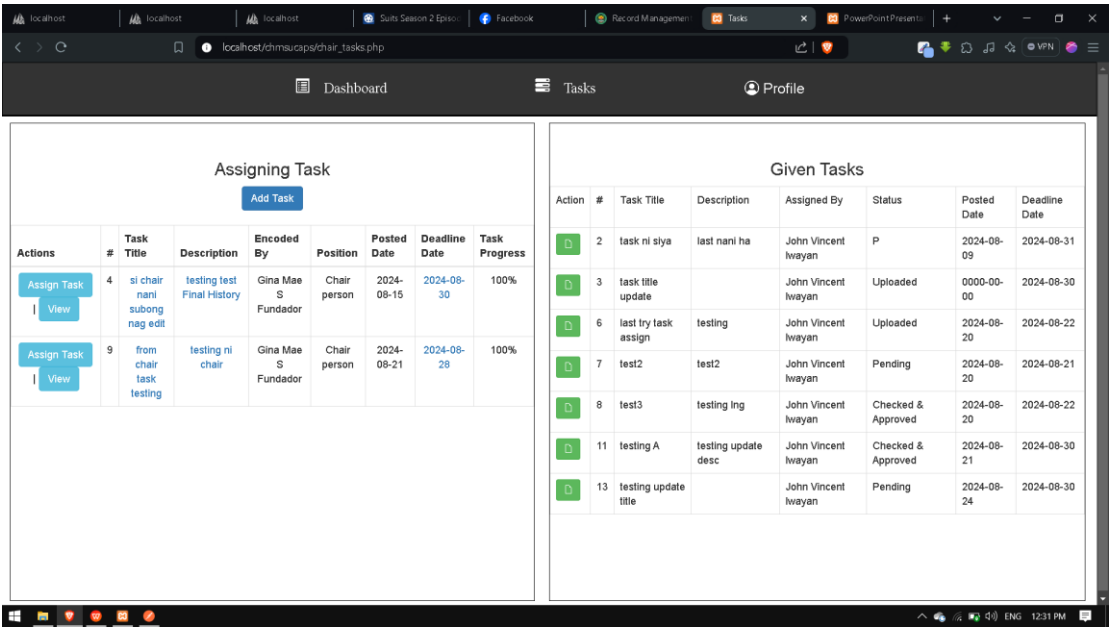 localhost
localhost
localhost
Suits Season 2 Episod
Facebook
Record Management
Tasks
PowerPoint Presenta
localhost/chmsucaps/chair_tasks.php
VPN
Dashboard
Tasks
Profile
Assigning Task
Add Task
Actions # Task Title Description Encoded By Position Posted Date Deadline Date Task Progress
Assign Task | View 4 si chair nani subong nag edit testing test Final History Gina Mae S Fundador Chair person 2024-08-15 2024-08-30 100%
Assign Task | View 9 from chair task testing testing ni chair Gina Mae S Fundador Chair person 2024-08-21 2024-08-28 100%
Given Tasks
Action # Task Title Description Assigned By Status Posted Date Deadline Date
2 task ni siya last nani ha John Vincent Iwayan P 2024-08-09 2024-08-31
3 task title update John Vincent Iwayan Uploaded 0000-00-00 2024-08-30
6 last try task assign testing John Vincent Iwayan Uploaded 2024-08-20 2024-08-22
7 test2 test2 John Vincent Iwayan Pending 2024-08-20 2024-08-21
8 test3 testing lng John Vincent Iwayan Checked & Approved 2024-08-20 2024-08-22
11 testing A testing update desc John Vincent Iwayan Checked & Approved 2024-08-21 2024-08-30
13 testing update title John Vincent Iwayan Pending 2024-08-24 2024-08-30
ENG 12:31 PM